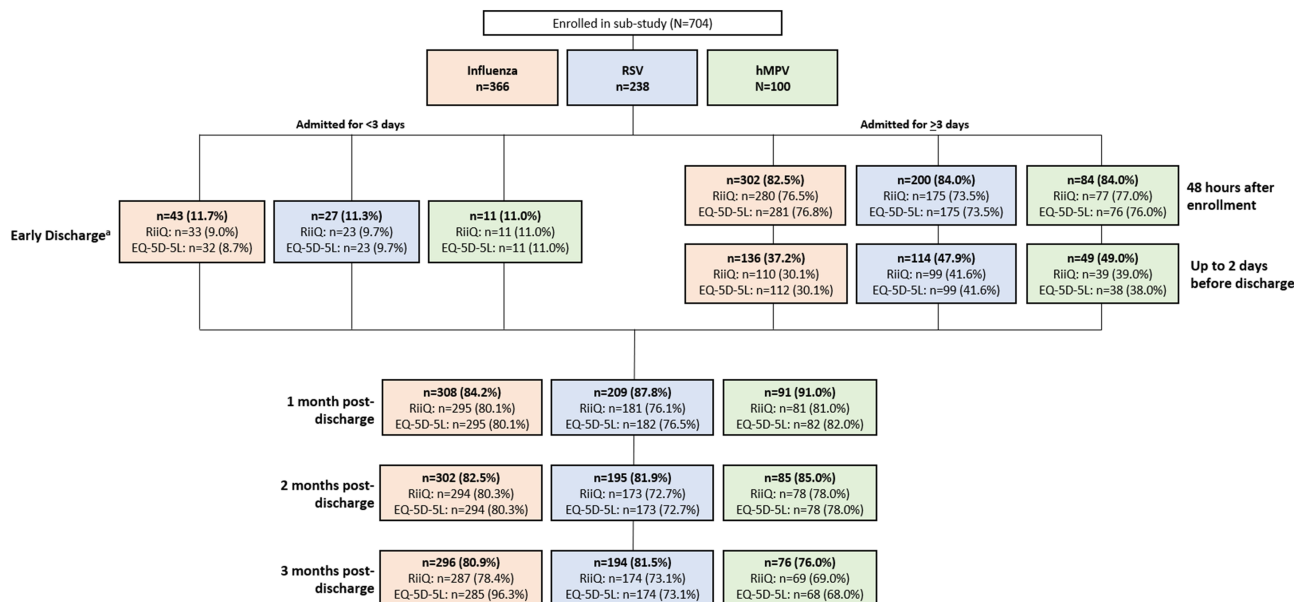 Enrolled in sub-study (N=704)
Influenza
n=366
RSV
n=238
hMPV
N=100
Admitted for <3 days
Admitted for ≥3 days
Early Dischargeª
n=43 (11.7%)
RiiQ: n=33 (9.0%)
EQ-5D-5L: n=32 (8.7%)
n=27 (11.3%)
RiiQ: n=23 (9.7%)
EQ-5D-5L: n=23 (9.7%)
n=11 (11.0%)
RiiQ: n=11 (11.0%)
EQ-5D-5L: n=11 (11.0%)
n=302 (82.5%)
RiiQ: n=280 (76.5%)
EQ-5D-5L: n=281 (76.8%)
n=200 (84.0%)
RiiQ: n=175 (73.5%)
EQ-5D-5L: n=175 (73.5%)
n=84 (84.0%)
RiiQ: n=77 (77.0%)
EQ-5D-5L: n=76 (76.0%)
48 hours after
enrollment
n=136 (37.2%)
RiiQ: n=110 (30.1%)
EQ-5D-5L: n=112 (30.1%)
n=114 (47.9%)
RiiQ: n=99 (41.6%)
EQ-5D-5L: n=99 (41.6%)
n=49 (49.0%)
RiiQ: n=39 (39.0%)
EQ-5D-5L: n=38 (38.0%)
Up to 2 days
before discharge
1 month post-
discharge
n=308 (84.2%)
RiiQ: n=295 (80.1%)
EQ-5D-5L: n=295 (80.1%)
n=209 (87.8%)
RiiQ: n=181 (76.1%)
EQ-5D-5L: n=182 (76.5%)
n=91 (91.0%)
RiiQ: n=81 (81.0%)
EQ-5D-5L: n=82 (82.0%)
2 months post-
discharge
n=302 (82.5%)
RiiQ: n=294 (80.3%)
EQ-5D-5L: n=294 (80.3%)
n=195 (81.9%)
RiiQ: n=173 (72.7%)
EQ-5D-5L: n=173 (72.7%)
n=85 (85.0%)
RiiQ: n=78 (78.0%)
EQ-5D-5L: n=78 (78.0%)
3 months post-
discharge
n=296 (80.9%)
RiiQ: n=287 (78.4%)
EQ-5D-5L: n=285 (96.3%)
n=194 (81.5%)
RiiQ: n=174 (73.1%)
EQ-5D-5L: n=174 (73.1%)
n=76 (76.0%)
RiiQ: n=69 (69.0%)
EQ-5D-5L: n=68 (68.0%)